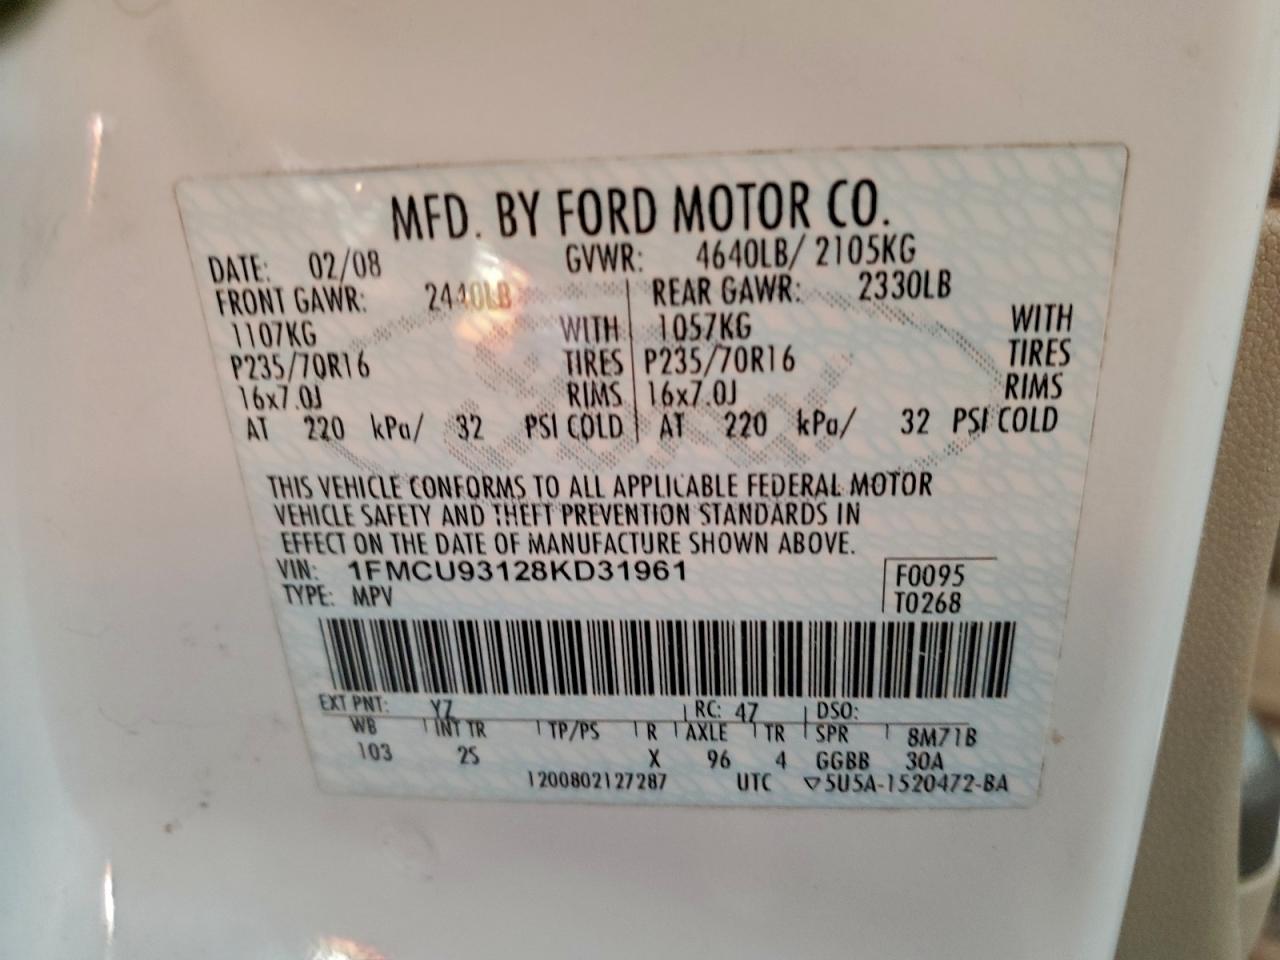 MFD. BY FORD MOTOR CO.
DATE: 02/08 GVWR: 4640LB/ 2105KG
FRONT GAWR: 2440LB REAR GAWR: 2330LB
1107KG WITH 1057KG WITH
P235/70R16 TIRES P235/70R16 TIRES
16x7.0J RIMS 16x7.0J RIMS
AT 220 kPa/ 32 PSI COLD AT 220 kPa/ 32 PSI COLD
THIS VEHICLE CONFORMS TO ALL APPLICABLE FEDERAL MOTOR
VEHICLE SAFETY AND THEFT PREVENTION STANDARDS IN
EFFECT ON THE DATE OF MANUFACTURE SHOWN ABOVE.
VIN: 1FMCU93128KD31961 F0095
TYPE: MPV T0268
EXT PNT: YZ RC: 47 DSO:
WB INT TR TP/PS R AXLE TR SPR 8M71B
103 2S X 96 4 GGBB 30A
1200802127287 UTC ▽5U5A-1520472-BA